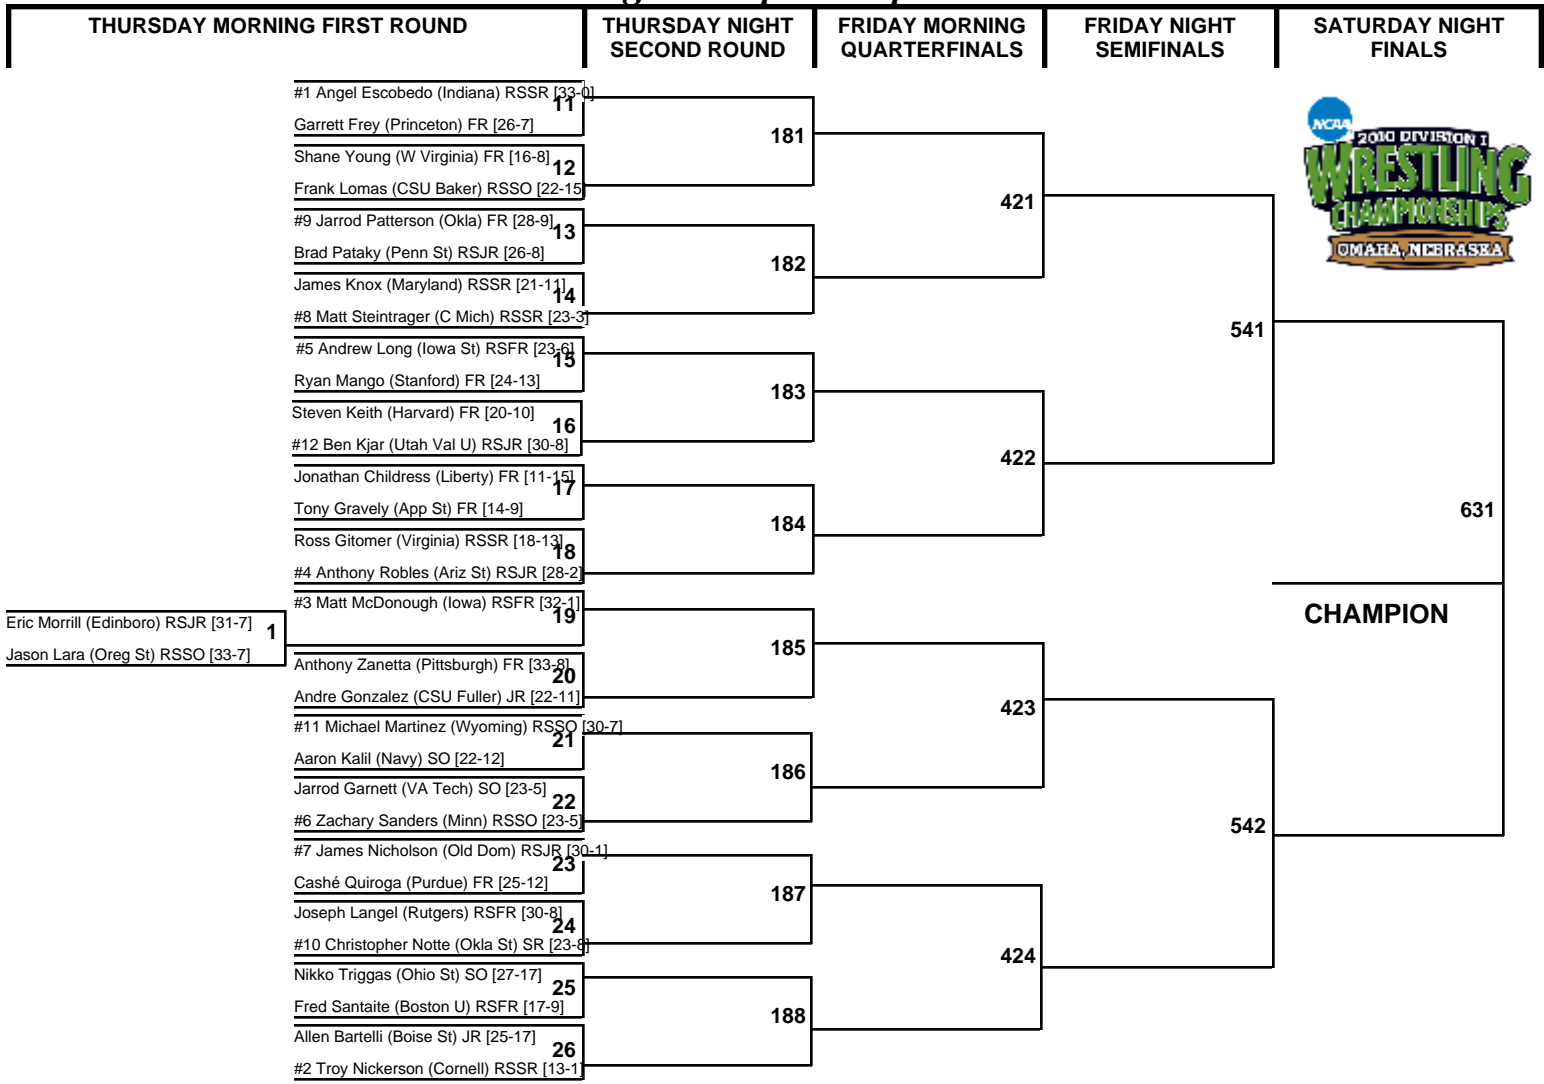 THURSDAY MORNING FIRST ROUND
THURSDAY NIGHT
SECOND ROUND
FRIDAY MORNING
QUARTERFINALS
FRIDAY NIGHT
SEMIFINALS
SATURDAY NIGHT
FINALS
#1 Angel Escobedo (Indiana) RSSR [33-0]
11
Garrett Frey (Princeton) FR [26-7]
Shane Young (W Virginia) FR [16-8]
12
Frank Lomas (CSU Baker) RSSO [22-15
#9 Jarrod Patterson (Okla) FR [28-9]
13
Brad Pataky (Penn St) RSJR [26-8]
James Knox (Maryland) RSSR [21-11]
14
#8 Matt Steintrager (C Mich) RSSR [23-3]
#5 Andrew Long (Iowa St) RSFR [23-6]
15
Ryan Mango (Stanford) FR [24-13]
Steven Keith (Harvard) FR [20-10]
16
#12 Ben Kjar (Utah Val U) RSJR [30-8]
Jonathan Childress (Liberty) FR [11-15]
17
Tony Gravely (App St) FR [14-9]
Ross Gitomer (Virginia) RSSR [18-13]
18
#4 Anthony Robles (Ariz St) RSJR [28-2]
#3 Matt McDonough (Iowa) RSFR [32-1]
19
Eric Morrill (Edinboro) RSJR [31-7]
1
Jason Lara (Oreg St) RSSO [33-7]
Anthony Zanetta (Pittsburgh) FR [33-8]
20
Andre Gonzalez (CSU Fuller) JR [22-11]
#11 Michael Martinez (Wyoming) RSSO [30-7]
21
Aaron Kalil (Navy) SO [22-12]
Jarrod Garnett (VA Tech) SO [23-5]
22
#6 Zachary Sanders (Minn) RSSO [23-5]
#7 James Nicholson (Old Dom) RSJR [30-1]
23
Cashé Quiroga (Purdue) FR [25-12]
Joseph Langel (Rutgers) RSFR [30-8]
24
#10 Christopher Notte (Okla St) SR [23-8]
Nikko Triggas (Ohio St) SO [27-17]
25
Fred Santaite (Boston U) RSFR [17-9]
Allen Bartelli (Boise St) JR [25-17]
26
#2 Troy Nickerson (Cornell) RSSR [13-1]
181
182
183
184
185
186
187
188
421
422
423
424
541
542
631
CHAMPION
NCAA
2010 DIVISION I
WRESTLING
CHAMPIONSHIPS
OMAHA, NEBRASKA